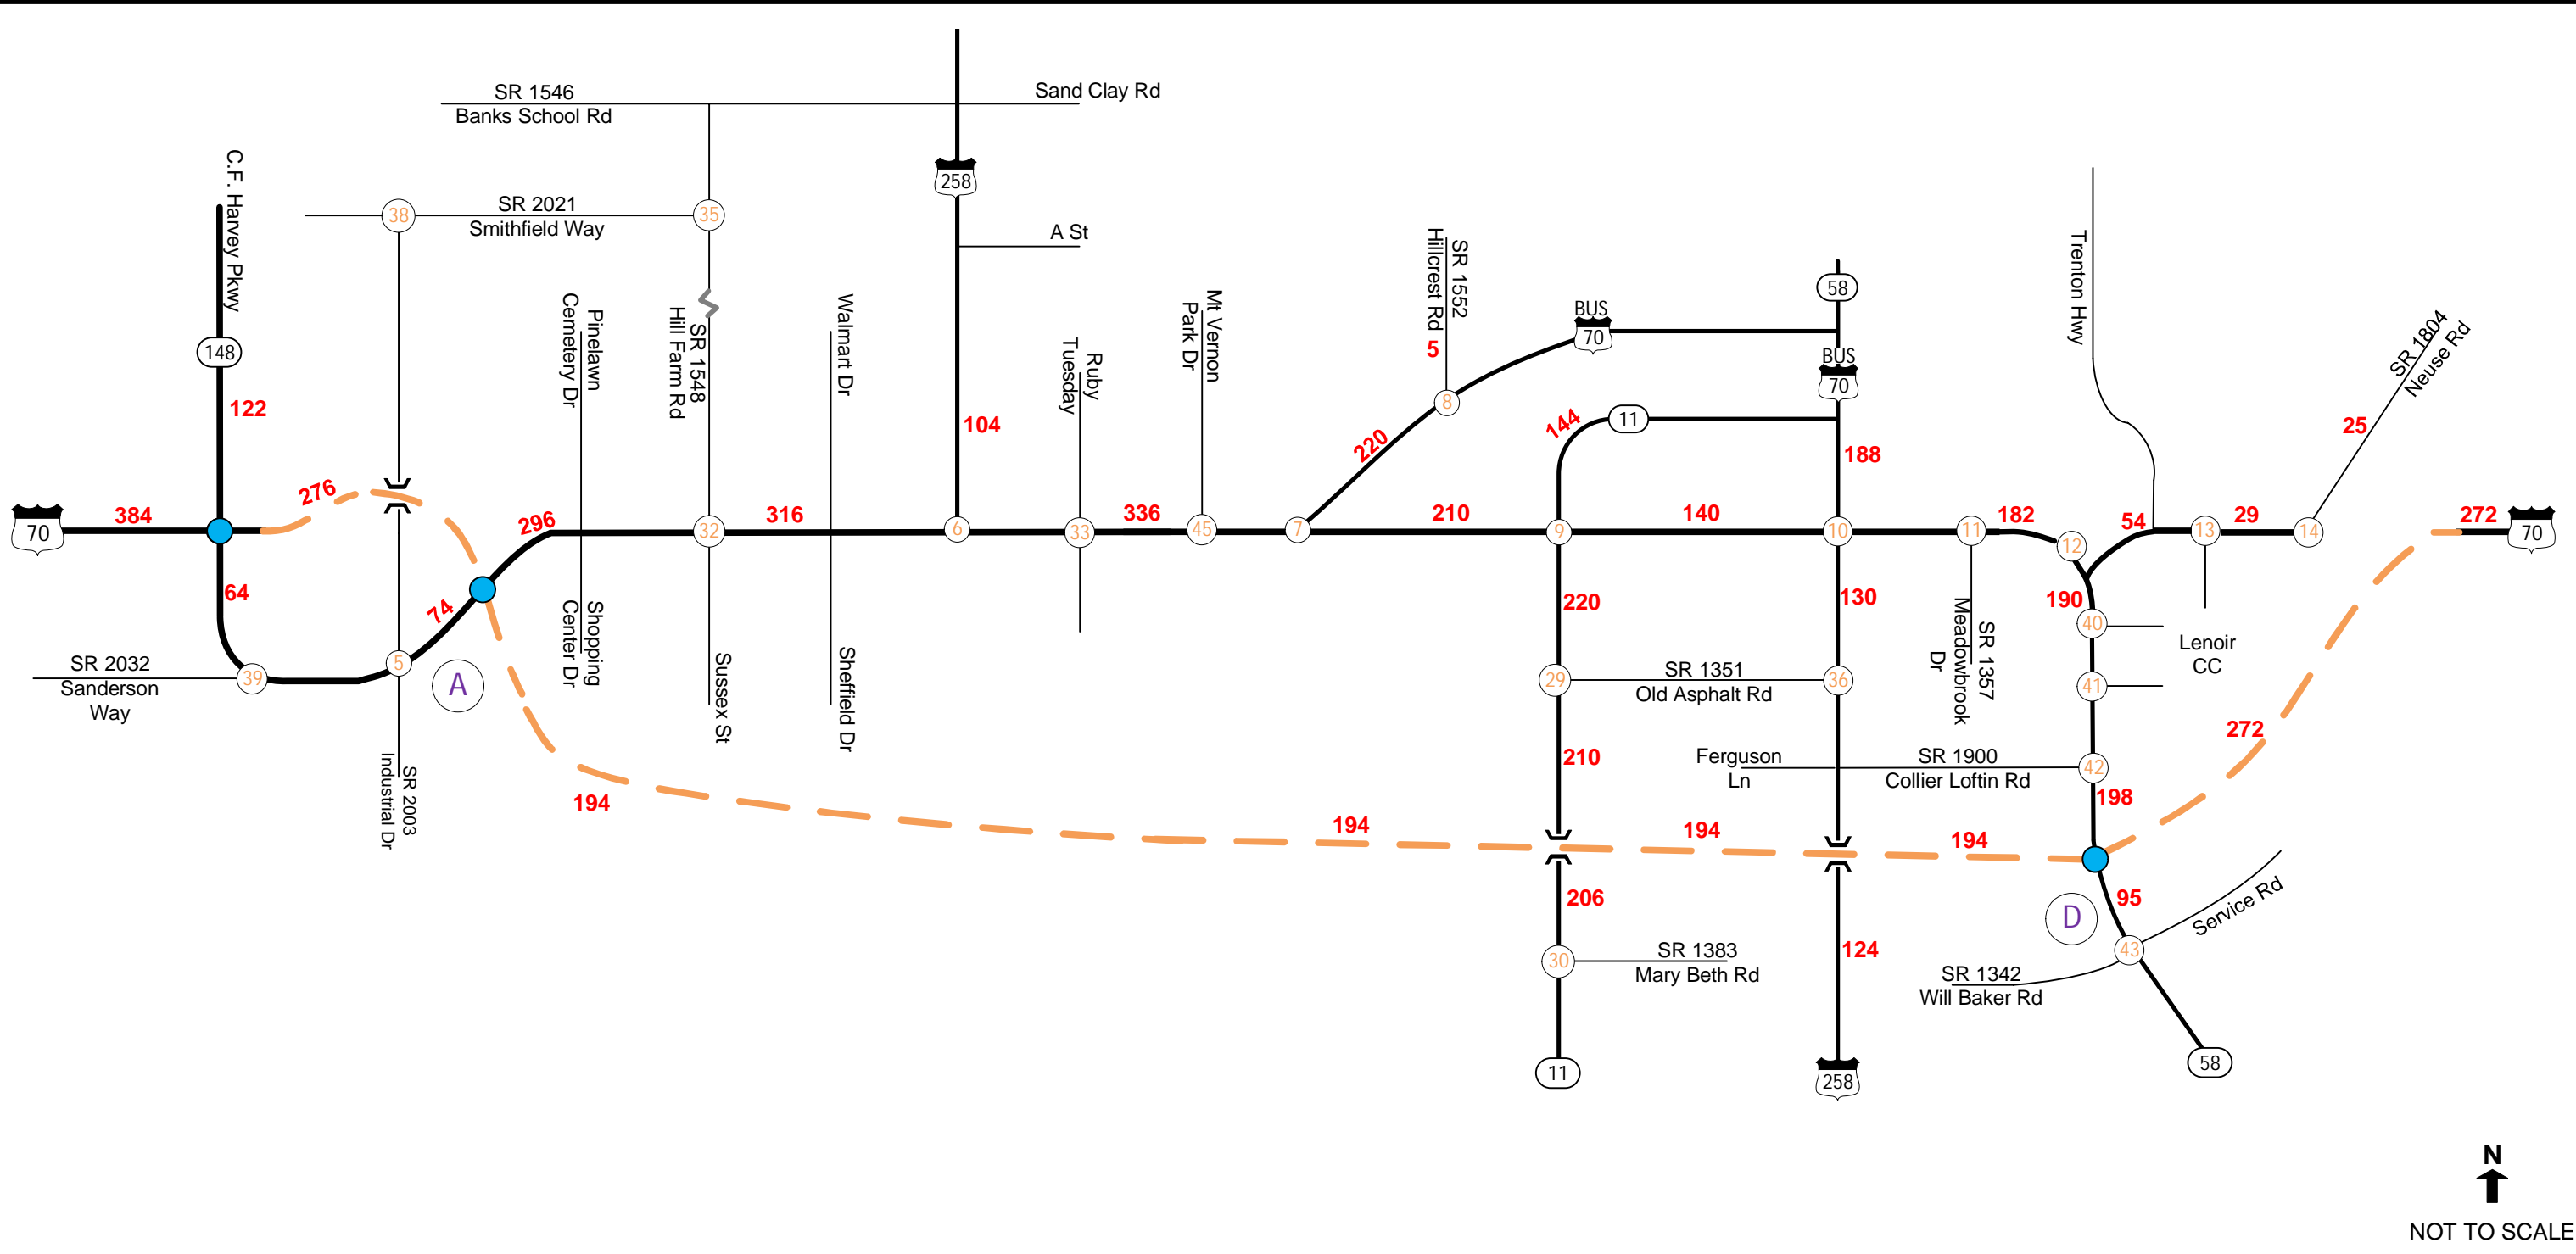 SR 1546
Banks School Rd
Sand Clay Rd
C.F. Harvey Pkwy
258
38
SR 2021
Smithfield Way
35
A St
SR 1552
Hillcrest Rd
5
58
Trenton Hwy
Pinelawn
Cemetery Dr
SR 1548
Hill Farm Rd
Walmart Dr
Mt Vernon
Park Dr
BUS
70
148
Ruby
Tuesday
BUS
70
SR 1804
Neuse Rd
122
104
8
144
11
220
188
25
70
384
276
296
32
316
6
33
336
45
7
210
9
140
10
11
182
12
54
13
29
14
272
70
64
74
220
130
190
40
Lenoir
CC
SR 2032
Sanderson
Way
39
5
A
Shopping
Center Dr
Sussex St
Sheffield Dr
29
SR 1351
Old Asphalt Rd
36
SR 1357
Meadowbrook
Dr
41
272
SR 2003
Industrial Dr
210
Ferguson
Ln
SR 1900
Collier Loftin Rd
42
198
194
194
194
194
206
95
D
Service Rd
30
SR 1383
Mary Beth Rd
124
43
SR 1342
Will Baker Rd
11
258
58
N
NOT TO SCALE